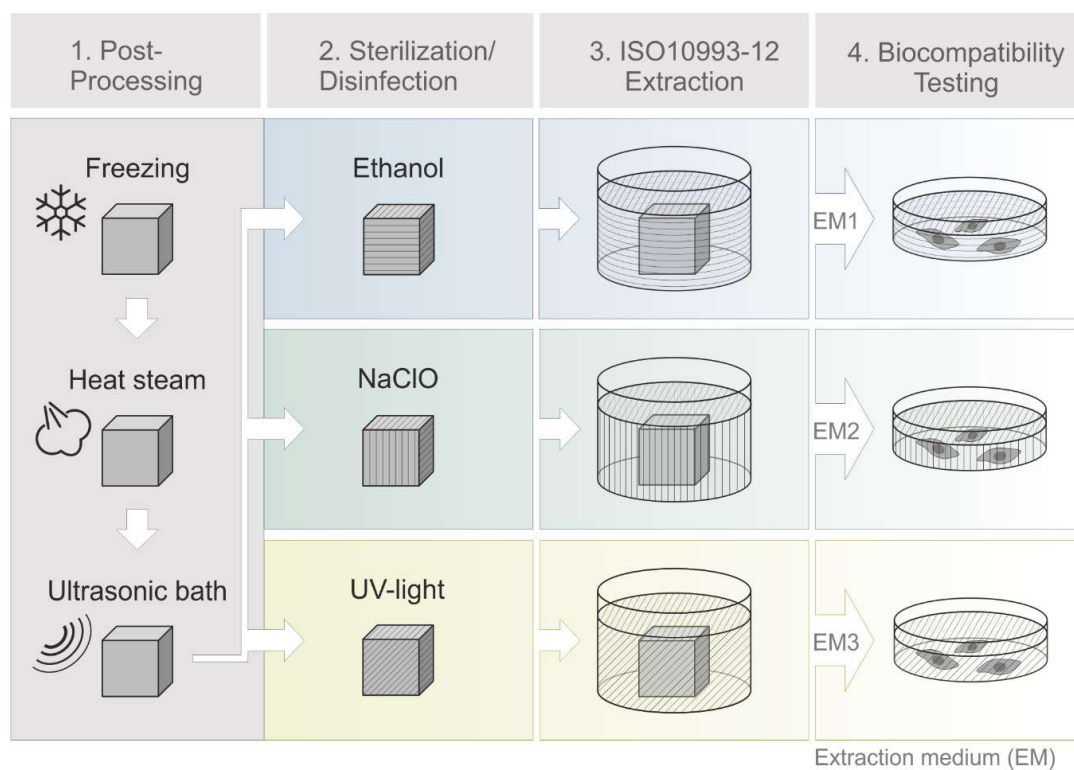 1. Post-
Processing
2. Sterilization/
Disinfection
3. ISO10993-12
Extraction
4. Biocompatibility
Testing
Freezing
Ethanol
EM1
Heat steam
NaClO
EM2
Ultrasonic bath
UV-light
EM3
Extraction medium (EM)